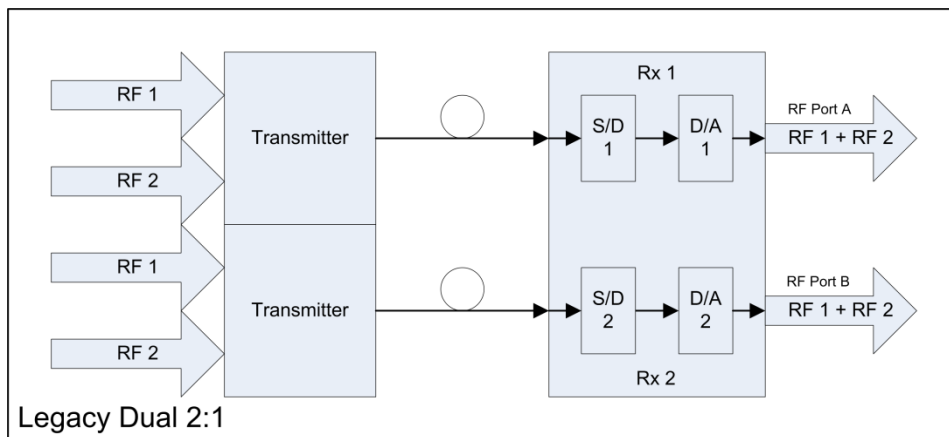 RF 1
RF 2
RF 1
RF 2
Transmitter
Transmitter
Rx 1
S/D
1
D/A
1
RF Port A
RF 1 + RF 2
S/D
2
D/A
2
Rx 2
RF Port B
RF 1 + RF 2
Legacy Dual 2:1